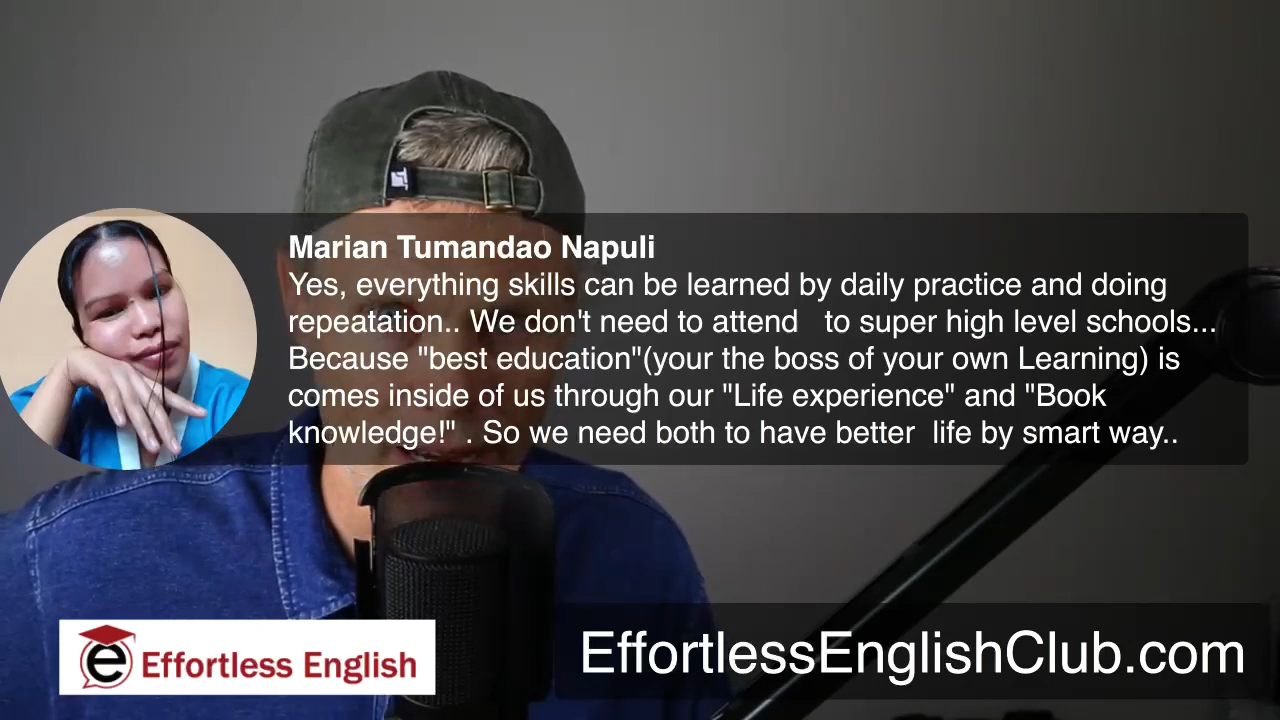 Marian Tumandao Napuli
Yes, everything skills can be learned by daily practice and doing
repeatation.. We don't need to attend   to super high level schools...
Because "best education"(your the boss of your own Learning) is
comes inside of us through our "Life experience" and "Book
knowledge!" . So we need both to have better  life by smart way..
e Effortless English
EffortlessEnglishClub.com